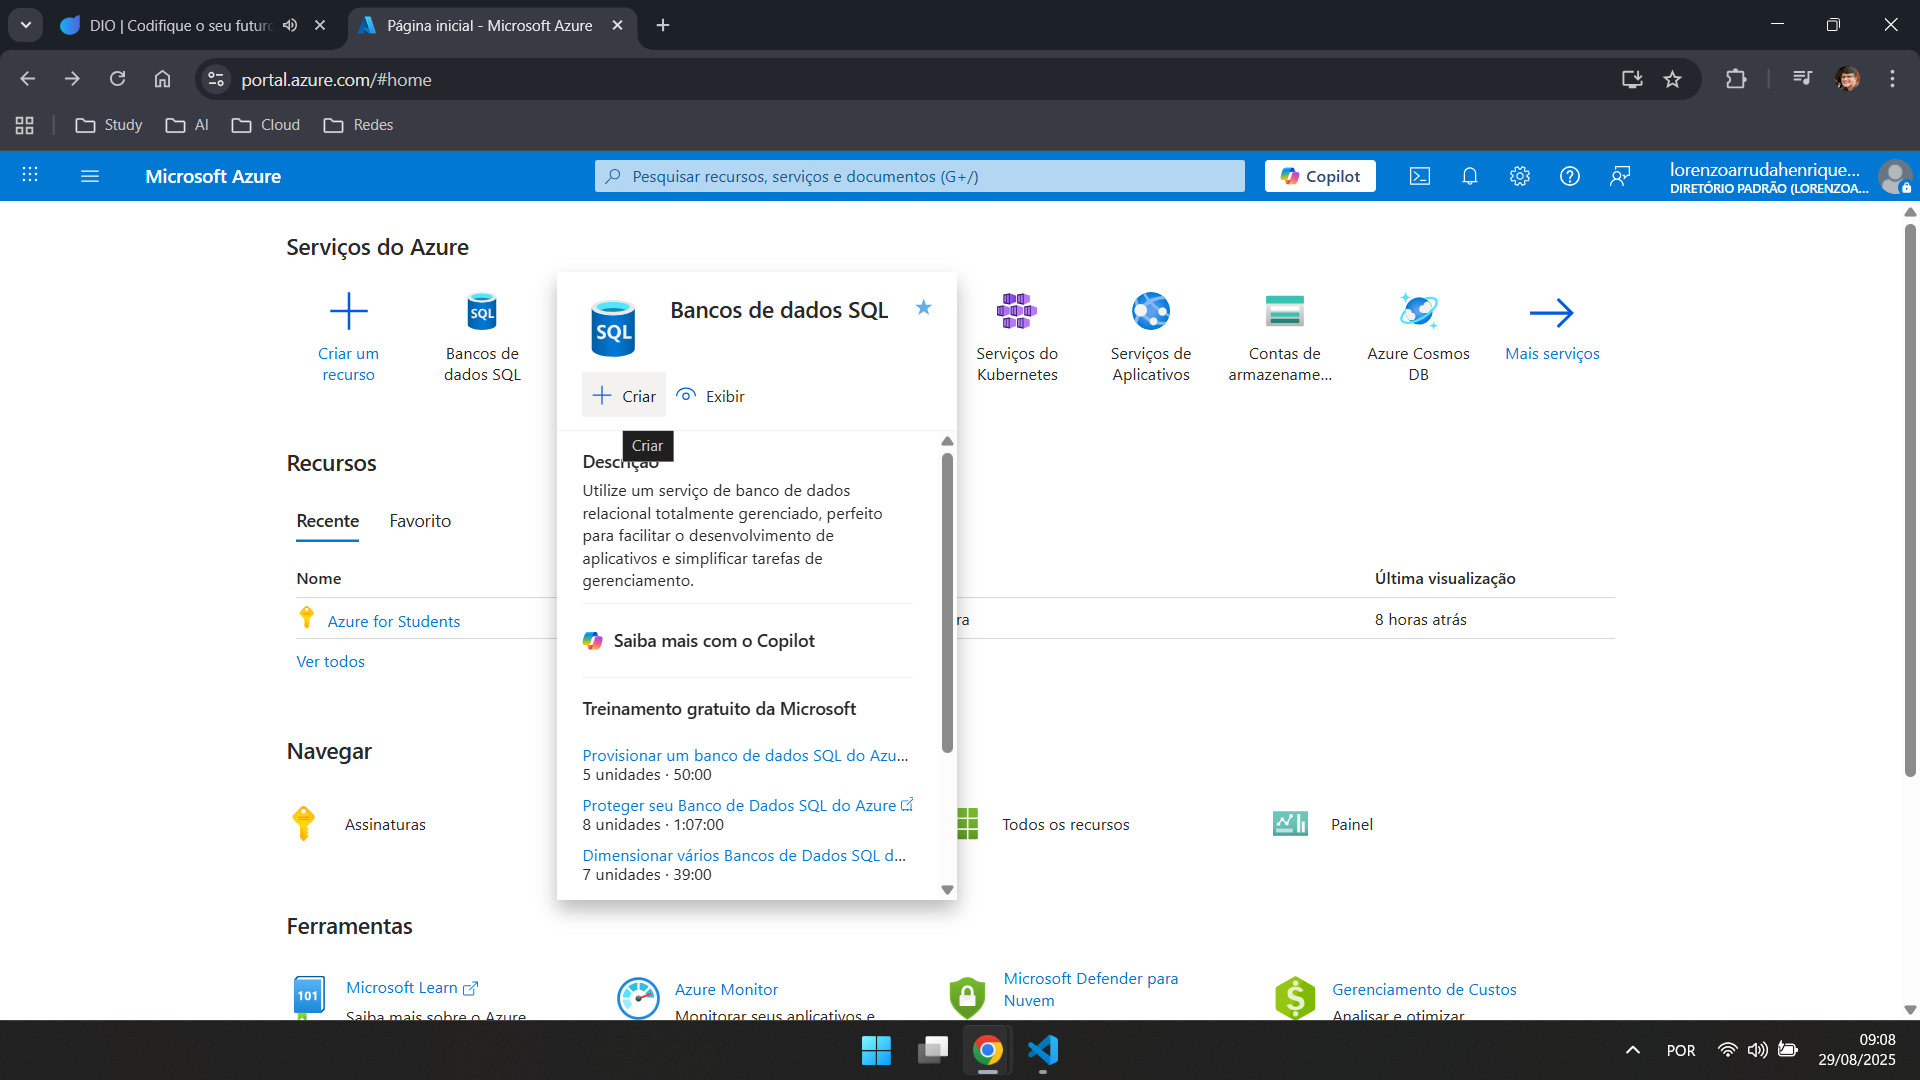 DIO | Codifique o seu futuro
Página inicial - Microsoft Azure
portal.azure.com/#home
Study
AI
Cloud
Redes
Microsoft Azure
Pesquisar recursos, serviços e documentos (G+/)
Copilot
lorenzoarrudahenrique...
DIRETÓRIO PADRÃO (LORENZOA...
Serviços do Azure
Criar um
recurso
SQL
Bancos de
dados SQL
SQL
Bancos de dados SQL
Criar
Exibir
Criar
Serviços do
Kubernetes
Serviços de
Aplicativos
Contas de
armazename...
Azure Cosmos
DB
Mais serviços
Descrição
Utilize um serviço de banco de dados
relacional totalmente gerenciado, perfeito
para facilitar o desenvolvimento de
aplicativos e simplificar tarefas de
gerenciamento.
Saiba mais com o Copilot
Treinamento gratuito da Microsoft
Provisionar um banco de dados SQL do Azu...
5 unidades · 50:00
Proteger seu Banco de Dados SQL do Azure
8 unidades · 1:07:00
Dimensionar vários Bancos de Dados SQL d...
7 unidades · 39:00
Recursos
Recente
Favorito
Nome
Última visualização
Azure for Students
ra
8 horas atrás
Ver todos
Navegar
Assinaturas
Todos os recursos
Painel
Ferramentas
101
Microsoft Learn
Saiba mais sobre o Azure
Azure Monitor
Monitorar seus aplicativos e
Microsoft Defender para
Nuvem
Gerenciamento de Custos
Analisar e otimizar
POR
09:08
29/08/2025